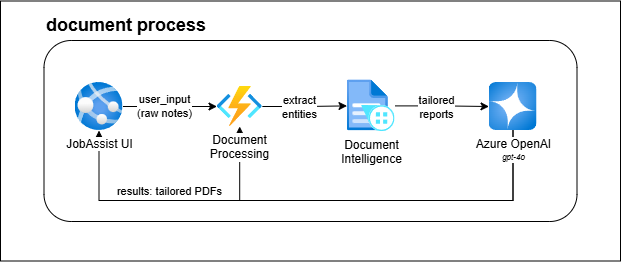 document process
user_input
(raw notes)
extract
entities
tailored
reports
JobAssist UI
Document
Processing
Document
Intelligence
Azure OpenAI
gpt-4o
results: tailored PDFs